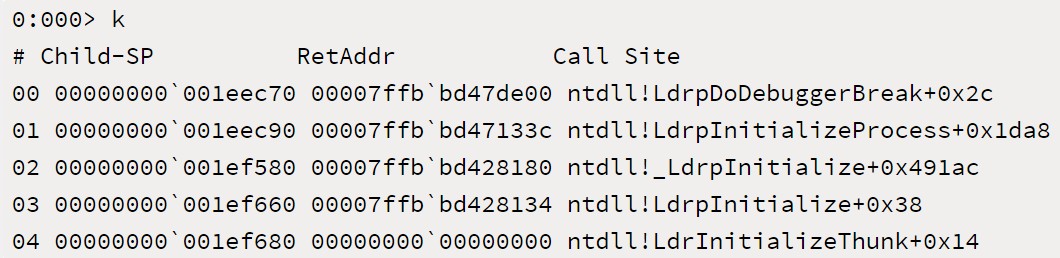 0:000> k
# Child-SP RetAddr Call Site
00 00000000`001eec70 00007ffb`bd47de00 ntdll!LdrpDoDebuggerBreak+0x2c
01 00000000`001eec90 00007ffb`bd47133c ntdll!LdrpInitializeProcess+0x1da8
02 00000000`001ef580 00007ffb`bd428180 ntdll!_LdrpInitialize+0x491ac
03 00000000`001ef660 00007ffb`bd428134 ntdll!LdrpInitialize+0x38
04 00000000`001ef680 00000000`00000000 ntdll!LdrInitializeThunk+0x14